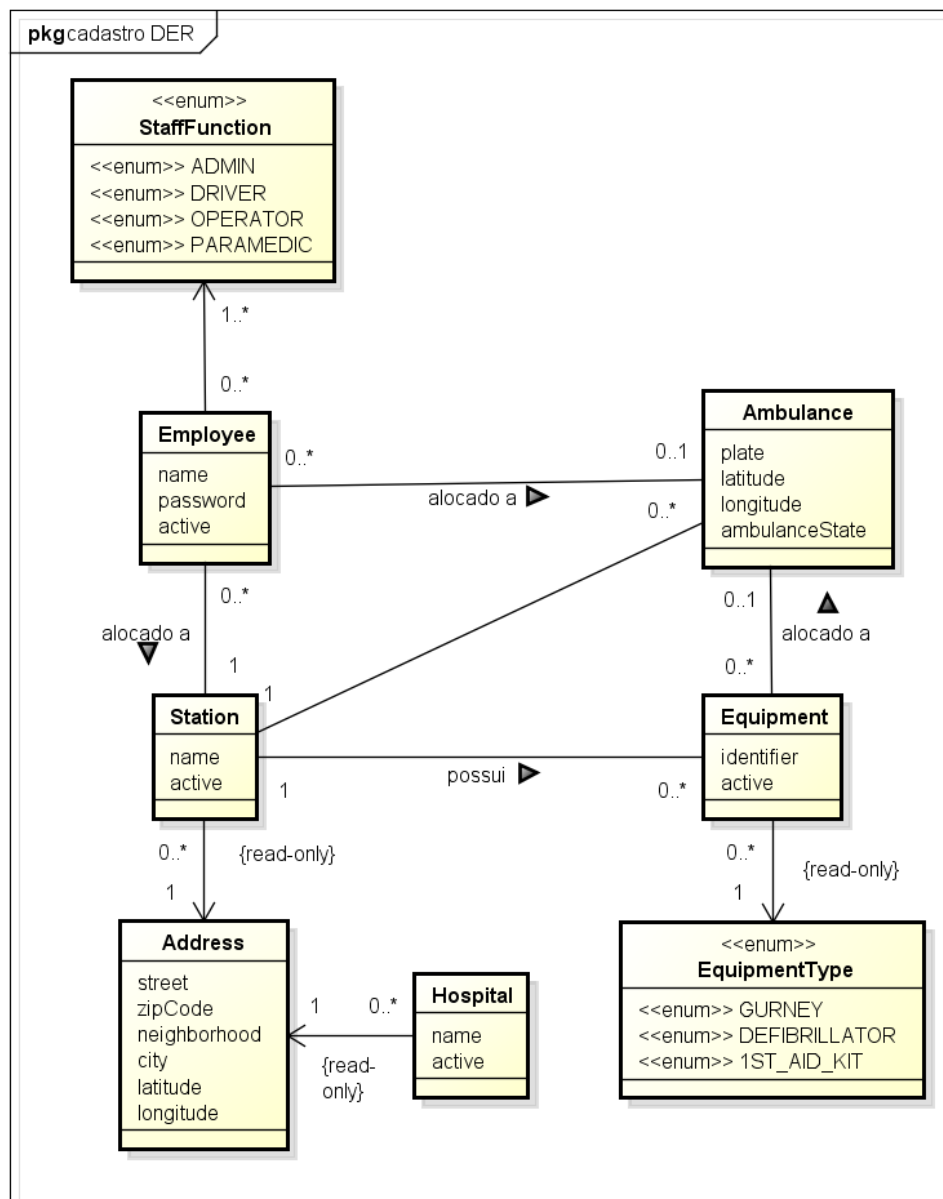 pkg cadastro DER
<<enum>>
StaffFunction
<<enum>> ADMIN
<<enum>> DRIVER
<<enum>> OPERATOR
<<enum>> PARAMEDIC
1..*
0..*
Employee
name
password
active
0..*
alocado a
0..1
Ambulance
plate
latitude
longitude
ambulanceState
0..*
0..*
alocado a
1
1
0..1
alocado a
0..*
Station
name
active
1
possui
0..*
Equipment
identifier
active
0..*
{read-only}
1
0..*
{read-only}
1
Address
street
zipCode
neighborhood
city
latitude
longitude
1
0..*
{read-
only}
Hospital
name
active
<<enum>>
EquipmentType
<<enum>> GURNEY
<<enum>> DEFIBRILLATOR
<<enum>> 1ST_AID_KIT